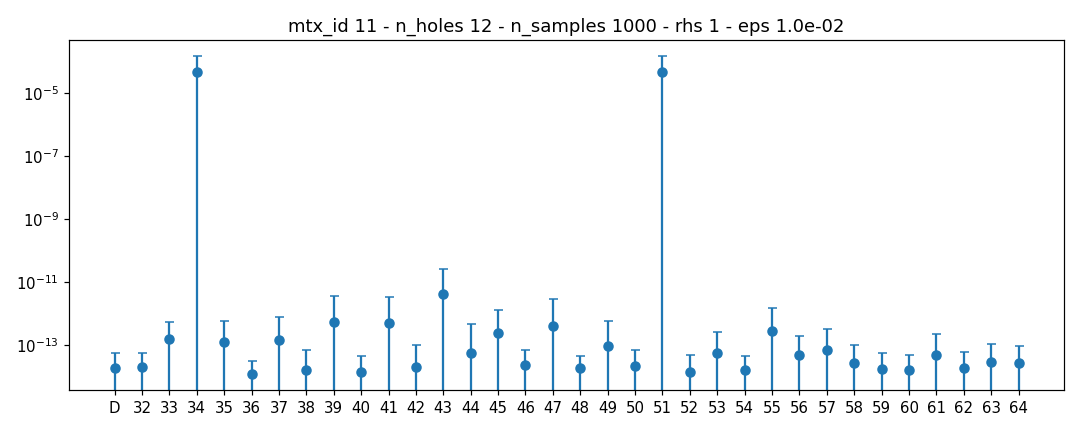 mtx_id 11 - n_holes 12 - n_samples 1000 - rhs 1 - eps 1.0e-02
10⁻⁵
10⁻⁷
10⁻⁹
10⁻¹¹
10⁻¹³
D 32 33 34 35 36 37 38 39 40 41 42 43 44 45 46 47 48 49 50 51 52 53 54 55 56 57 58 59 60 61 62 63 64